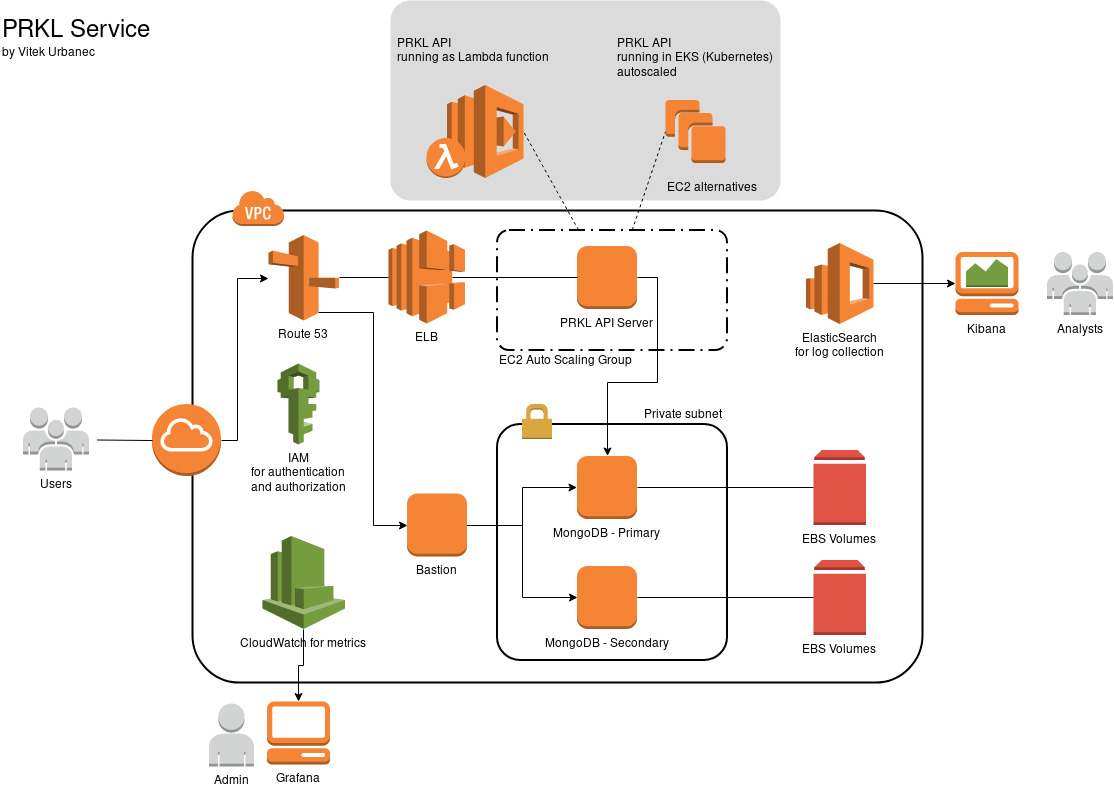 PRKL Service
by Vitek Urbanec
PRKL API
running as Lambda function
PRKL API
running in EKS (Kubernetes)
autoscaled
λ
EC2 alternatives
VPC
Route 53
ELB
PRKL API Server
EC2 Auto Scaling Group
ElasticSearch
for log collection
Kibana
Analysts
Users
IAM
for authentication
and authorization
Private subnet
Bastion
MongoDB - Primary
EBS Volumes
MongoDB - Secondary
EBS Volumes
CloudWatch for metrics
Admin
Grafana